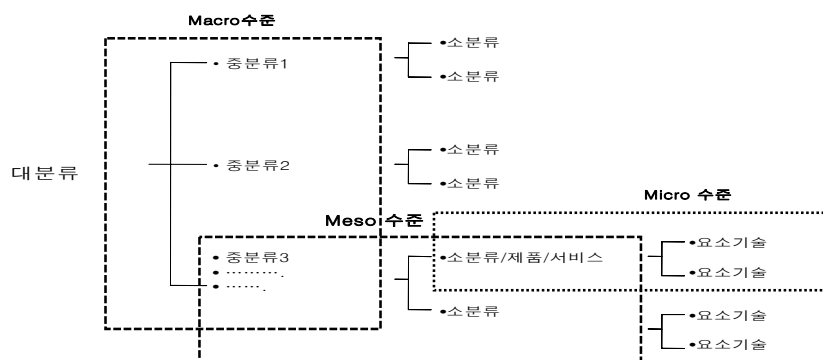 Macro수준
•소분류
• 중분류1
•소분류
•소분류
대분류
• 중분류2
•소분류
Micro 수준
Meso 수준
•요소기술
• 중분류3
•소분류/제품/서비스
• ··········.
•요소기술
• ······.
•소분류
•요소기술
•요소기술